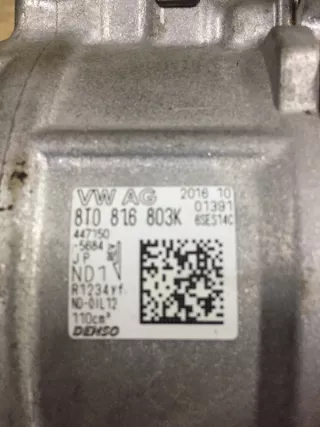 VW AG 2016 10
01391
8T0 816 803K 6SES14C
447150
-5684
JP
ND1
R1234yf
ND-OIL12
110cm³
DENSO